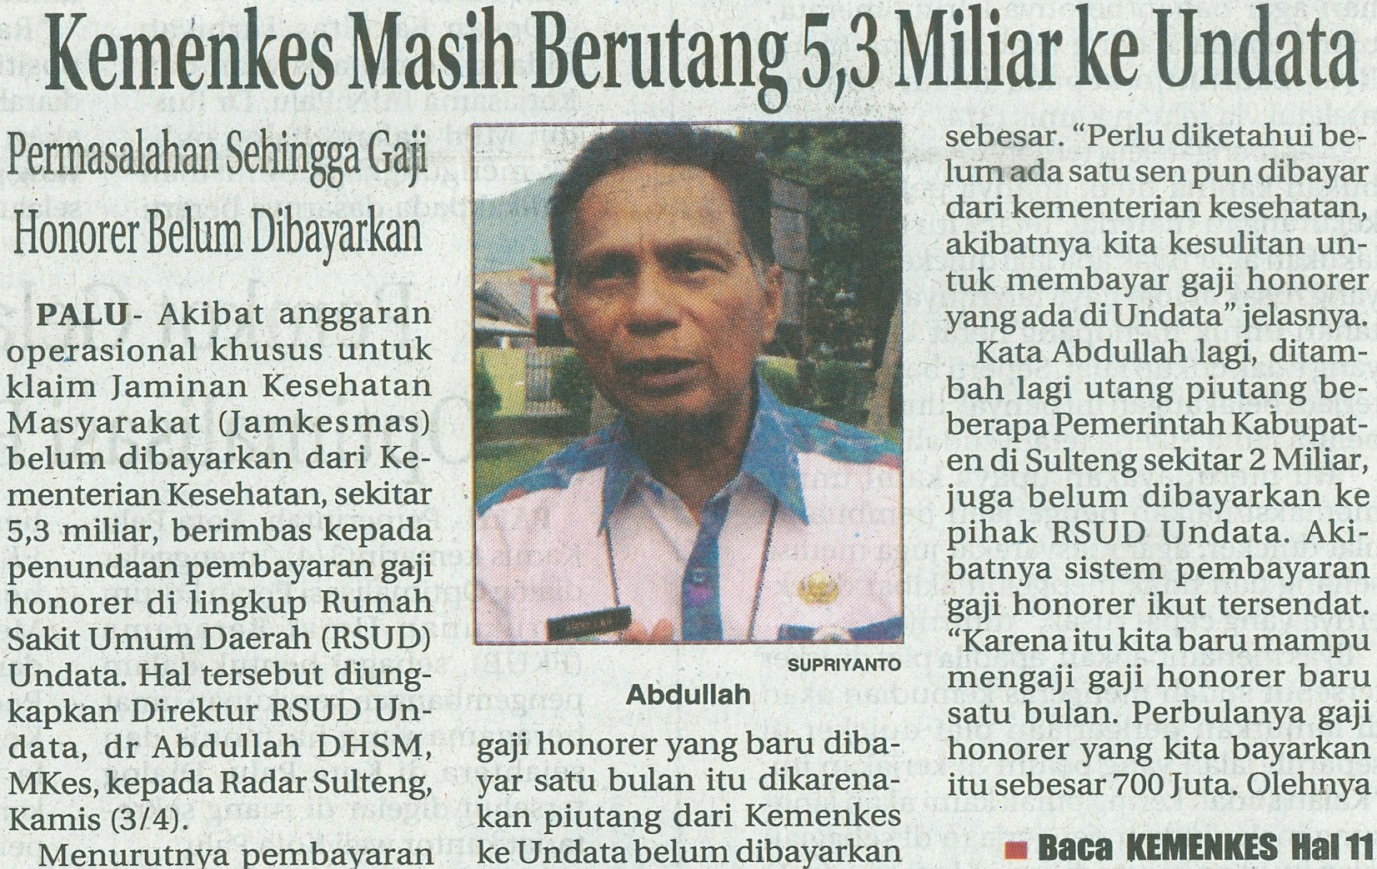 Kemenkes Masih Berutang 5,3 Miliar ke Undata
Permasalahan Sehingga Gaji
Honorer Belum Dibayarkan
PALU- Akibat anggaran
operasional khusus untuk
klaim Jaminan Kesehatan
Masyarakat (Jamkesmas)
belum dibayarkan dari Ke-
menterian Kesehatan, sekitar
5,3 miliar, berimbas kepada
penundaan pembayaran gaji
honorer di lingkup Rumah
Sakit Umum Daerah (RSUD)
Undata. Hal tersebut diung-
kapkan Direktur RSUD Un-
data, dr Abdullah DHSM,
MKes, kepada Radar Sulteng,
Kamis (3/4).
Menurutnya pembayaran
SUPRIYANTO
Abdullah
gaji honorer yang baru diba-
yar satu bulan itu dikarena-
kan piutang dari Kemenkes
ke Undata belum dibayarkan
sebesar. “Perlu diketahui be-
lum ada satu sen pun dibayar
dari kementerian kesehatan,
akibatnya kita kesulitan un-
tuk membayar gaji honorer
yang ada di Undata” jelasnya.
Kata Abdullah lagi, ditam-
bah lagi utang piutang be-
berapa Pemerintah Kabupat-
en di Sulteng sekitar 2 Miliar,
juga belum dibayarkan ke
pihak RSUD Undata. Aki-
batnya sistem pembayaran
gaji honorer ikut tersendat.
“Karena itu kita baru mampu
mengaji gaji honorer baru
satu bulan. Perbulanya gaji
honorer yang kita bayarkan
itu sebesar 700 Juta. Olehnya
Baca KEMENKES Hal 11